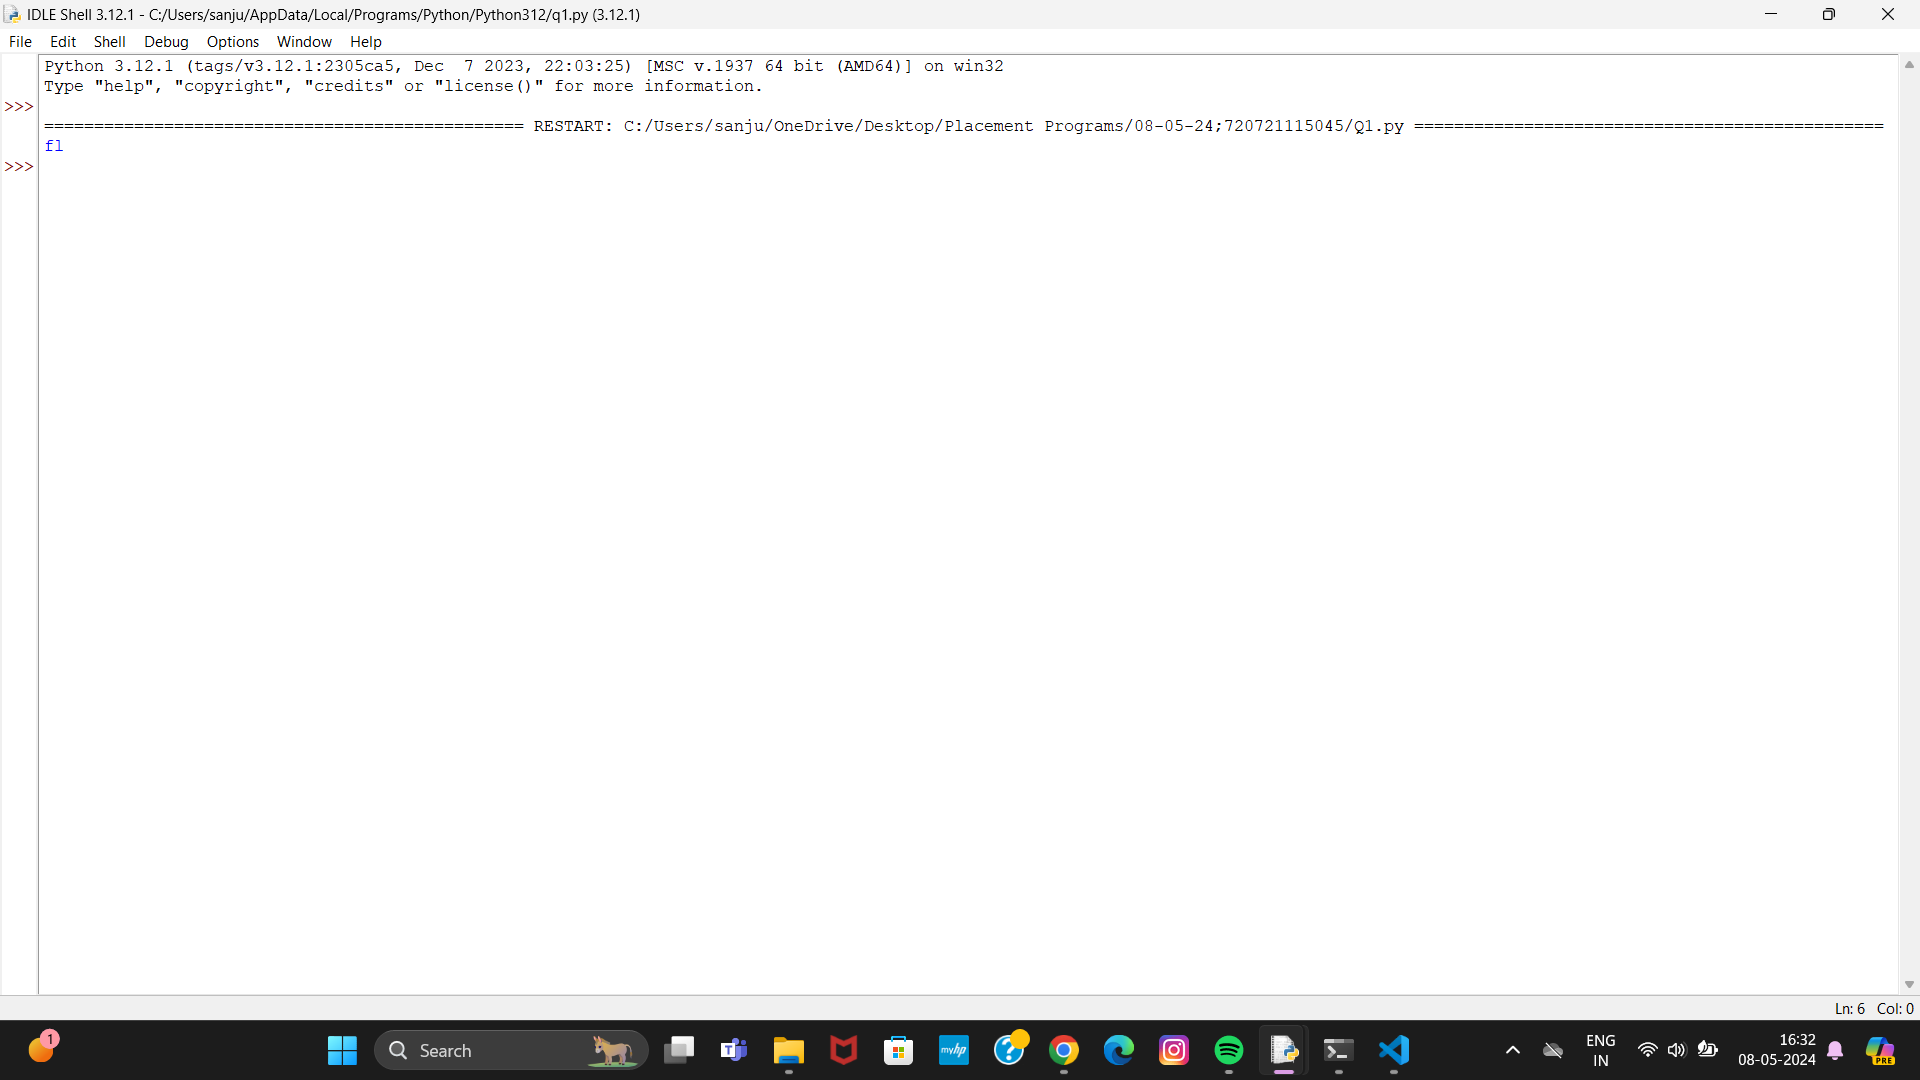 IDLE Shell 3.12.1 - C:/Users/sanju/AppData/Local/Programs/Python/Python312/q1.py (3.12.1)
File Edit Shell Debug Options Window Help
Python 3.12.1 (tags/v3.12.1:2305ca5, Dec  7 2023, 22:03:25) [MSC v.1937 64 bit (AMD64)] on win32
Type "help", "copyright", "credits" or "license()" for more information.
>>>
================================================ RESTART: C:/Users/sanju/OneDrive/Desktop/Placement Programs/08-05-24;720721115045/Q1.py ===============================================
fl
>>>
Ln: 6 Col: 0
1
Search
myhp
ENG
IN
16:32
08-05-2024
PRE